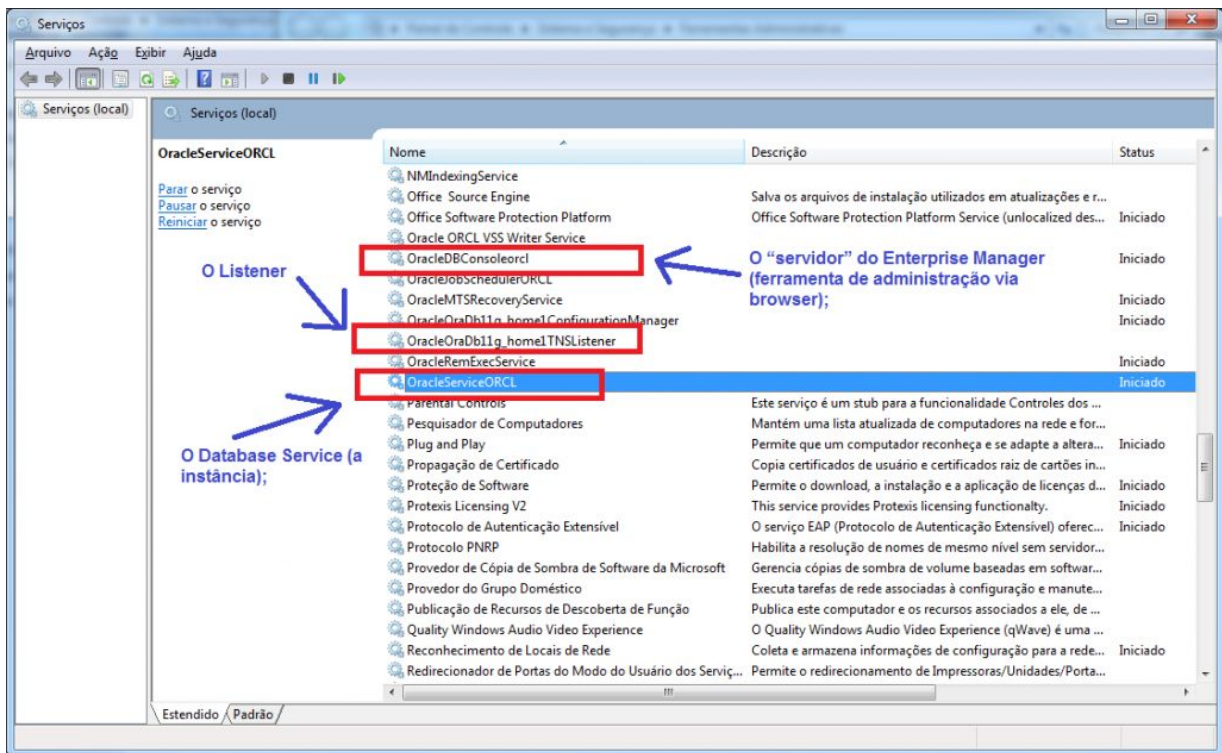 Serviços
Arquivo Ação Exibir Ajuda
Serviços (local)
Serviços (local)
OracleServiceORCL
Parar o serviço
Pausar o serviço
Reiniciar o serviço
Nome Descrição Status
NMIndexingService
Office Source Engine Salva os arquivos de instalação utilizados em atualizações e r...
Office Software Protection Platform Office Software Protection Platform Service (unlocalized des... Iniciado
Oracle ORCL VSS Writer Service
OracleDBConsoleorcl Iniciado
OracleJobSchedulerORCL
OracleMTSRecoveryService Iniciado
OracleOraDb11g_home1ConfigurationManager Iniciado
OracleOraDb11g_home1TNSListener
OracleRemExecService Iniciado
OracleServiceORCL Iniciado
Parental Controls Este serviço é um stub para a funcionalidade Controles dos ...
Pesquisador de Computadores Mantém uma lista atualizada de computadores na rede e for...
Plug and Play Permite que um computador reconheça e se adapte a altera... Iniciado
Propagação de Certificado Copia certificados de usuário e certificados raiz de cartões in...
Proteção de Software Permite o download, a instalação e a aplicação de licenças d... Iniciado
Protexis Licensing V2 This service provides Protexis licensing functionalty. Iniciado
Protocolo de Autenticação Extensível O serviço EAP (Protocolo de Autenticação Extensível) oferec... Iniciado
Protocolo PNRP Habilita a resolução de nomes de mesmo nível sem servidor...
Provedor de Cópia de Sombra de Software da Microsoft Gerencia cópias de sombra de volume baseadas em softwar...
Provedor do Grupo Doméstico Executa tarefas de rede associadas à configuração e manute...
Publicação de Recursos de Descoberta de Função Publica este computador e os recursos associados a ele, de ...
Quality Windows Audio Video Experience O Quality Windows Audio Video Experience (qWave) é uma ...
Reconhecimento de Locais de Rede Coleta e armazena informações de configuração para a rede... Iniciado
Redirecionador de Portas do Modo do Usuário dos Serviç... Permite o redirecionamento de Impressoras/Unidades/Porta...
O Listener
O “servidor” do Enterprise Manager
(ferramenta de administração via
browser);
O Database Service (a
instância);
Estendido Padrão